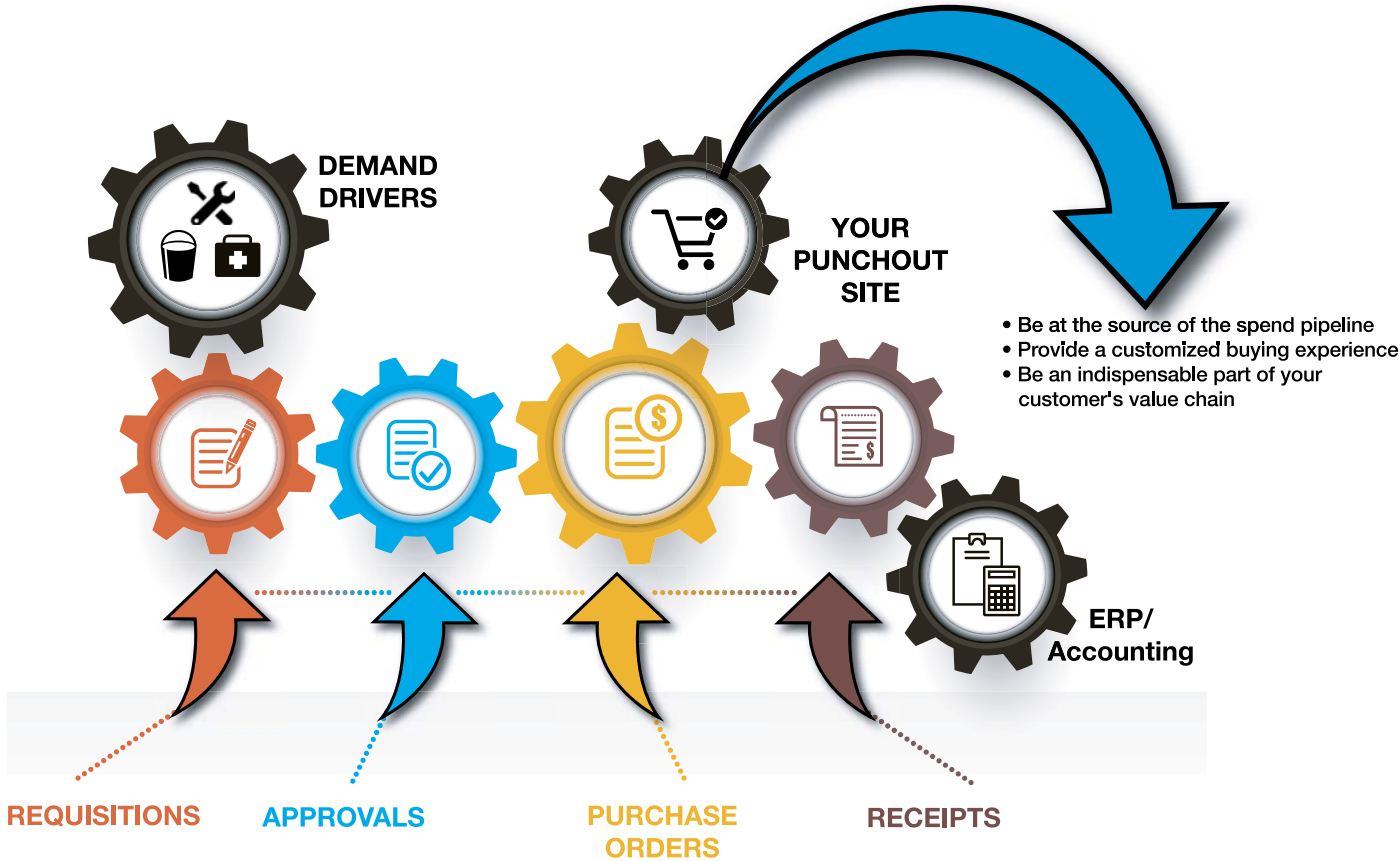 DEMAND
DRIVERS
YOUR
PUNCHOUT
SITE
• Be at the source of the spend pipeline
• Provide a customized buying experience
• Be an indispensable part of your
customer's value chain
$
$
ERP/
Accounting
REQUISITIONS
APPROVALS
PURCHASE
ORDERS
RECEIPTS